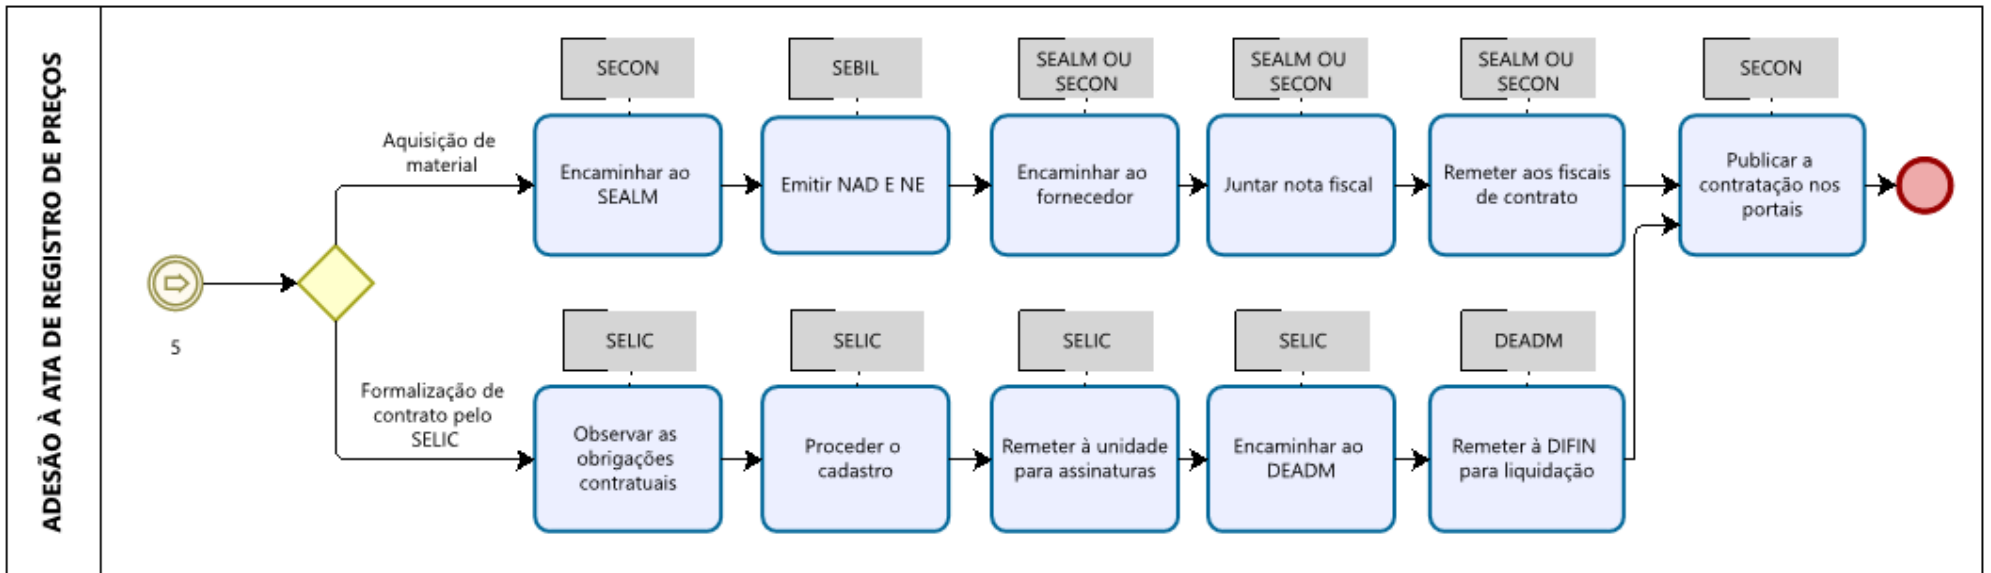 ADESÃO À ATA DE REGISTRO DE PREÇOS
5
Aquisição de
material
SECON
Encaminhar ao
SEALM
SEBIL
Emitir NAD E NE
SEALM OU
SECON
Encaminhar ao
fornecedor
SEALM OU
SECON
Juntar nota fiscal
SEALM OU
SECON
Remeter aos fiscais
de contrato
SECON
Publicar a
contratação nos
portais
Formalização de
contrato pelo
SELIC
SELIC
Observar as
obrigações
contratuais
SELIC
Proceder o
cadastro
SELIC
Remeter à unidade
para assinaturas
SELIC
Encaminhar ao
DEADM
DEADM
Remeter à DIFIN
para liquidação